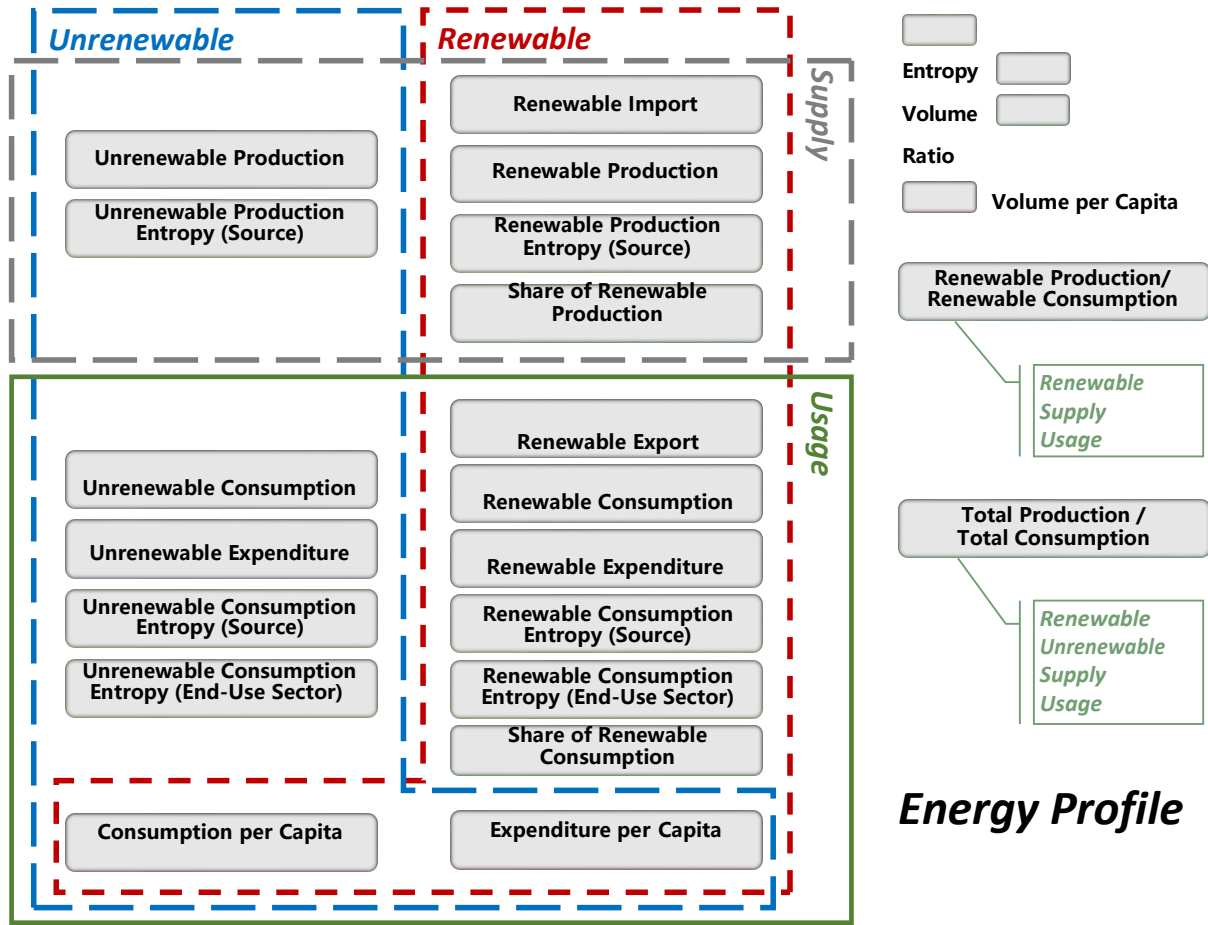 Unrenewable
Renewable
Supply
Renewable Import
Unrenewable Production
Renewable Production
Unrenewable Production
Entropy (Source)
Renewable Production
Entropy (Source)
Share of Renewable
Production
Usage
Renewable Export
Unrenewable Consumption
Renewable Consumption
Unrenewable Expenditure
Renewable Expenditure
Unrenewable Consumption
Entropy (Source)
Renewable Consumption
Entropy (Source)
Unrenewable Consumption
Entropy (End-Use Sector)
Renewable Consumption
Entropy (End-Use Sector)
Share of Renewable
Consumption
Consumption per Capita
Expenditure per Capita
Entropy
Volume
Ratio
Volume per Capita
Renewable Production/
Renewable Consumption
Renewable
Supply
Usage
Total Production /
Total Consumption
Renewable
Unrenewable
Supply
Usage
Energy Profile